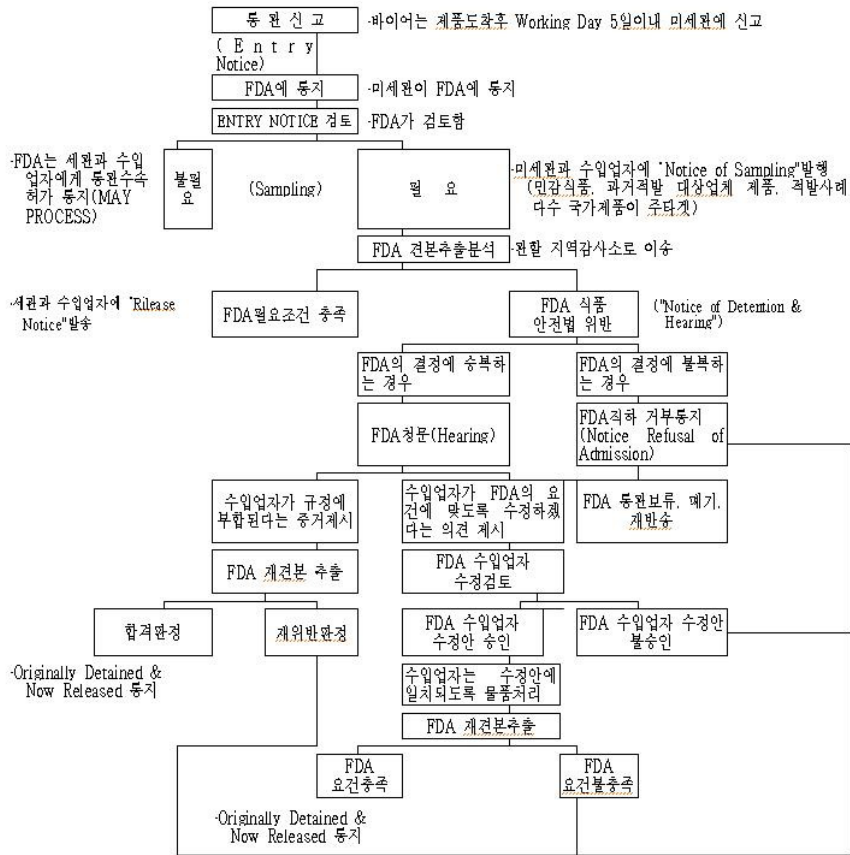 통 관 신 고
-바이어는 제품도착후 Working Day 5일이내 미세관에 신고
( E n t r y
Notice)
FDA에 통지
-미세관이 FDA에 통지
ENTRY NOTICE 검토
-FDA가 검토함
-FDA는 세관과 수입
업자에게 통관수속
허가 통지(MAY
PROCESS)
불필
요
(Sampling)
필 요
-미세관과 수입업자에 "Notice of Sampling"발행
(민감식품, 과거적발 대상업체 제품, 적발사례
다수 국가제품이 주타겟)
FDA 견본추출분석
-관할 지역감사소로 이송
-세관과 수입업자에 "Rilease
Notice"발송
FDA필요조건 충족
FDA 식품
안전법 위반
("Notice of Detention &
Hearing")
FDA의 결정에 승복하
는 경우
FDA의 결정에 불복하
는 경우
FDA청문(Hearing)
FDA직하 거부통지
(Notice Refusal of
Admission)
수입업자가 규정에
부합된다는 증거제시
수입업자가 FDA의 요
건에 맞도록 수정하겠
다는 의견 제시
FDA 통관보류, 폐기,
재반송
FDA 재견본 추출
FDA 수입업자
수정검토
합격판정
재위반판정
FDA 수입업자
수정안 승인
FDA 수입업자 수정안
불승인
-Originally Detained &
Now Released 통지
수입업자는 수정안에
일치되도록 물품처리
FDA 재견본추출
FDA
요건충족
FDA
요건불충족
-Originally Detained &
Now Released 통지